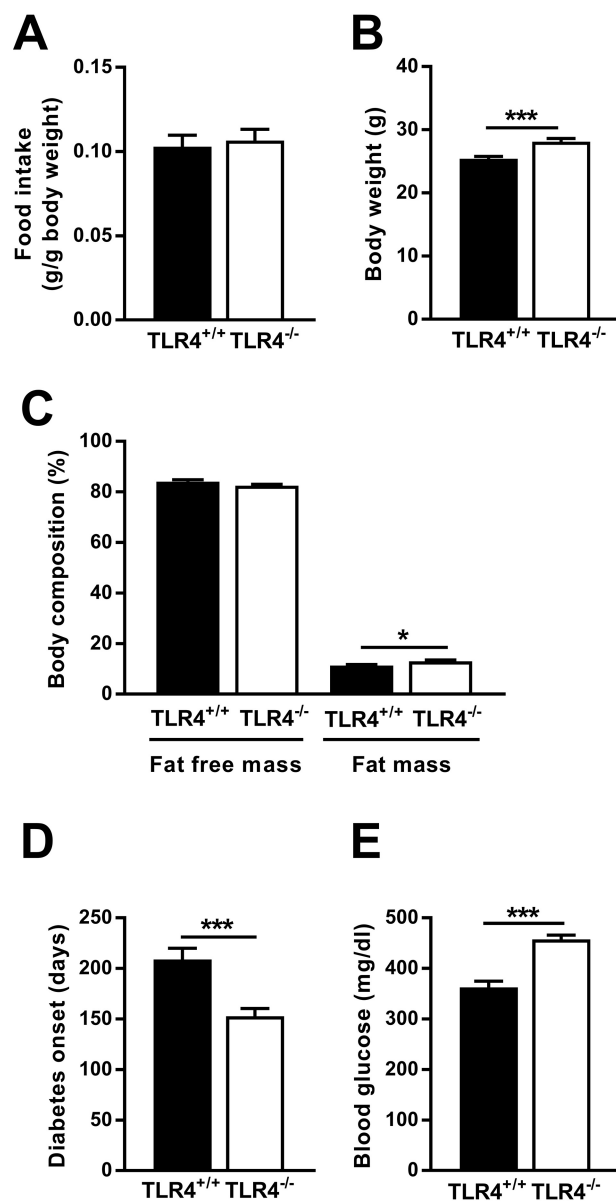 A
Food intake
(g/g body weight)
0.15
0.10
0.05
0.00
TLR4+/+ TLR4-/-
B
Body weight (g)
40
30
20
10
0
***
TLR4+/+ TLR4-/-
C
Body composition (%)
100
80
60
40
20
0
*
TLR4+/+ TLR4-/- TLR4+/+ TLR4-/-
Fat free mass Fat mass
D
Diabetes onset (days)
250
200
150
100
50
0
***
TLR4+/+ TLR4-/-
E
Blood glucose (mg/dl)
500
400
300
200
100
0
***
TLR4+/+ TLR4-/-